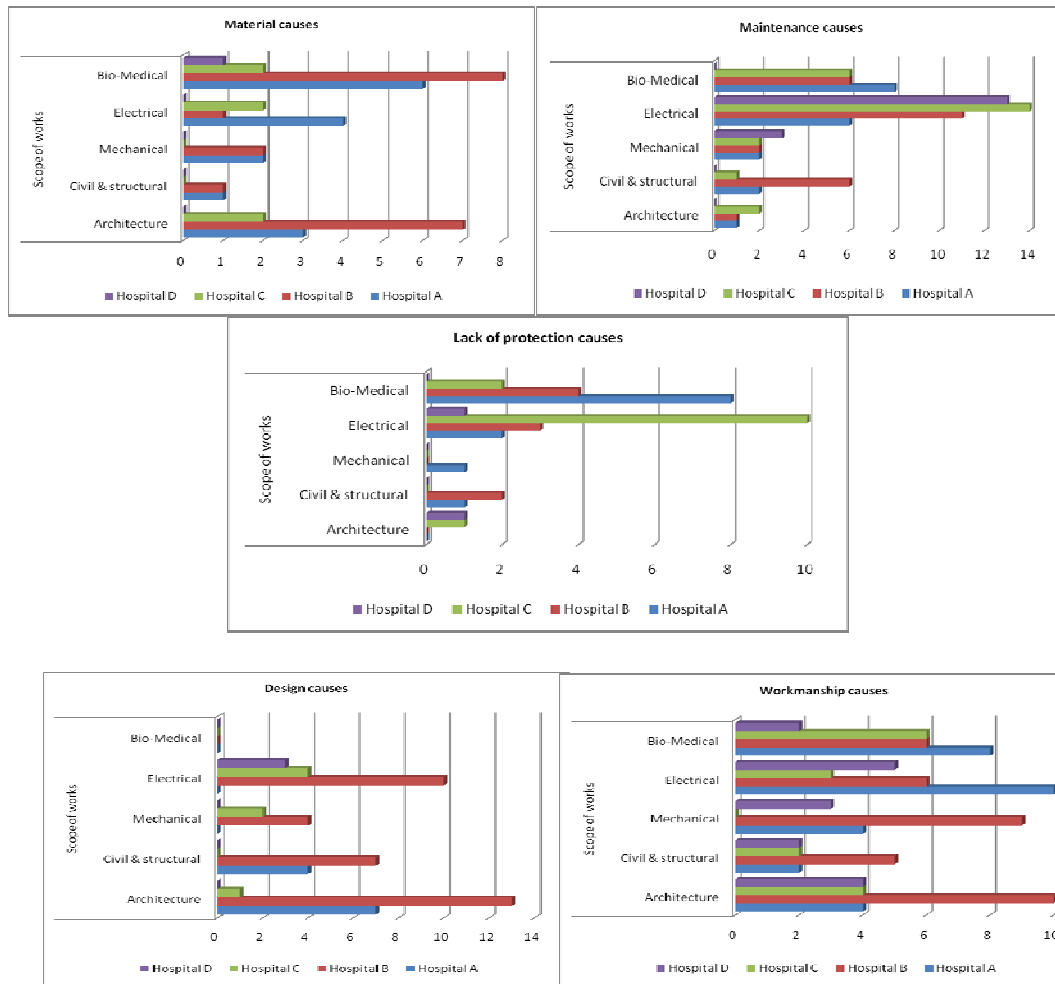 Material causes
Scope of works
Bio-Medical
Electrical
Mechanical
Civil & structural
Architecture
0 1 2 3 4 5 6 7 8
Hospital D Hospital C Hospital B Hospital A
Maintenance causes
Scope of works
Bio-Medical
Electrical
Mechanical
Civil & structural
Architecture
0 2 4 6 8 10 12 14
Hospital D Hospital C Hospital B Hospital A
Lack of protection causes
Scope of works
Bio-Medical
Electrical
Mechanical
Civil & structural
Architecture
0 2 4 6 8 10
Hospital D Hospital C Hospital B Hospital A
Design causes
Scope of works
Bio-Medical
Electrical
Mechanical
Civil & structural
Architecture
0 2 4 6 8 10 12 14
Hospital D Hospital C Hospital B Hospital A
Workmanship causes
Scope of works
Bio-Medical
Electrical
Mechanical
Civil & structural
Architecture
0 2 4 6 8 10
Hospital D Hospital C Hospital B Hospital A